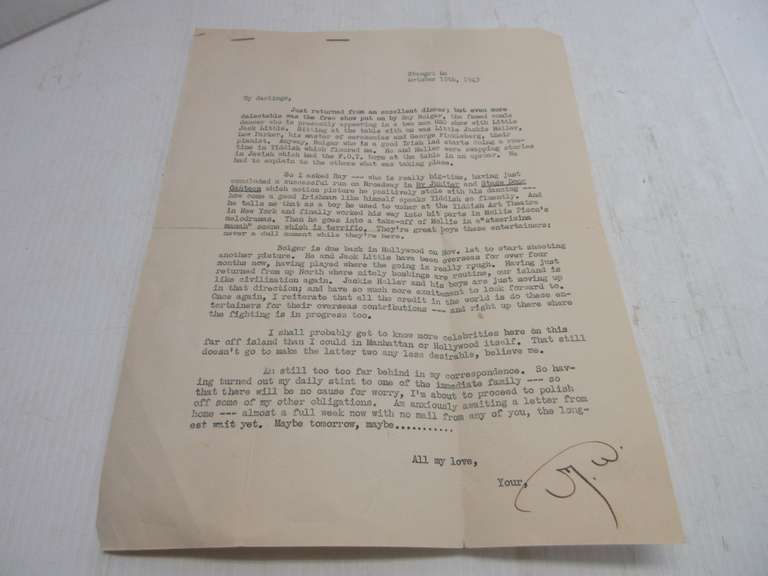 Shangri La
October 18th, 1943
My Darlings,
Just returned from an excellent dinner; but even more
delectable was the free show put on by Ray Bolger, the famed comic
dancer who is presently appearing in a two man USO show with Little
Jack Little. Sitting at the table with us was Little Jackie Heller,
Lew Parker, his master of ceremonies and George Finkleberg, their
pianist. Anyway, Bolger who is a good Irish lad starts doing a rou-
tine in Yiddish which floored me. He and Heller were swapping stories
in Jewish which had the F.O.T. boys at the table in an uproar. We
had to explain to the others what was taking place.
So I asked Ray --- who is really big-time, having just
concluded a successful run on Broadway in By Jupiter and Stage Door
Canteen which motion picture he positively stole with his dancing ---
how come a good Irishman like himself speaks Yiddish so fluently. And
he tells me that as a boy he used to usher at the Yiddish Art Theatre
in New York and finally worked his way into bit parts in Mollie Picon's
melodramas. Then he goes into a take-off of Mollie in a
scene which is terrific. They're great boys these entertainers;
never a dull moment while they're here.
Bolger is due back in Hollywood on Nov. 1st to start shooting
another picture. He and Jack Little have been overseas for over four
months now, having played where the going is really rough. Having just
returned from up North where nitely bombings are routine, our island is
like civilization again. Jackie Heller and his boys are just moving up
in that direction; and have so much more excitement to look forward to.
Once again, I reiterate that all the credit in the world is do these en-
tertainers for their overseas contributions --- and right up there where
the fighting is in progress too.
I shall probably get to know more celebrities here on this
far off island than I could in Manhattan or Hollywood itself. That still
doesn't go to make the latter two any less desirable, believe me.
Am still too too far behind in my correspondence. So hav-
ing turned out my daily stint to one of the immediate family --- so
that there will be no cause for worry, I'm about to proceed to polish
off some of my other obligations. Am anxiously awaiting a letter from
home --- almost a full week now with no mail from any of you, the long-
est wait yet. Maybe tomorrow, maybe...........
All my love,
Your,